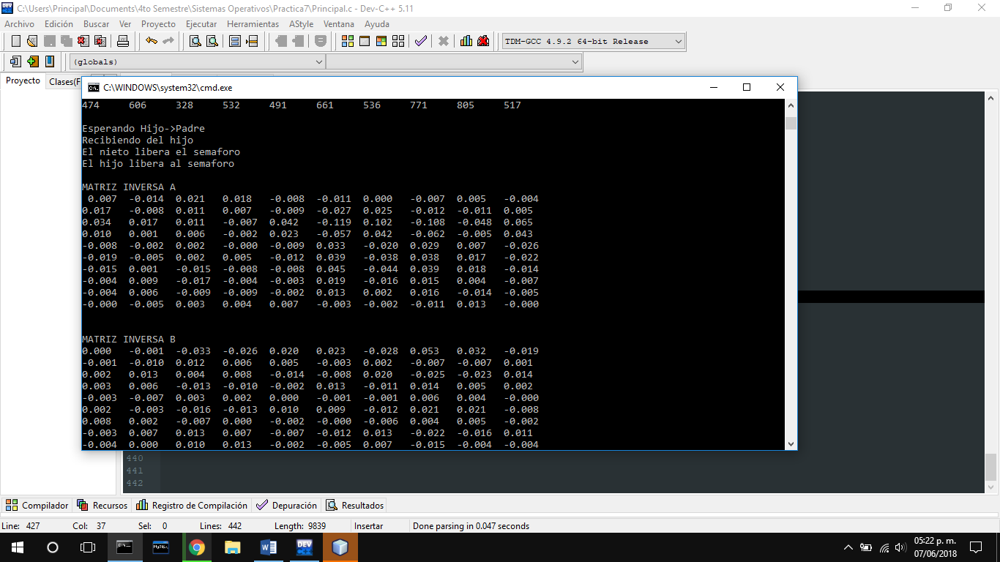 C:\Users\Principal\Documents\4to Semestre\Sistemas Operativos\Practica7\Principal.c - Dev-C++ 5.11
Archivo Edición Buscar Ver Proyecto Ejecutar Herramientas AStyle Ventana Ayuda
TDM-GCC 4.9.2 64-bit Release
(globals)
Proyecto Clases(F
C:\WINDOWS\system32\cmd.exe
474 606 328 532 491 661 536 771 805 517
Esperando Hijo->Padre
Recibiendo del hijo
El nieto libera el semaforo
El hijo libera al semaforo
MATRIZ INVERSA A
0.007 -0.014 0.021 0.018 -0.008 -0.011 0.000 -0.007 0.005 -0.004
0.017 -0.008 0.011 0.007 -0.009 -0.027 0.025 -0.012 -0.011 0.005
0.034 0.017 0.011 -0.007 0.042 -0.119 0.102 -0.108 -0.048 0.065
0.010 0.001 0.006 -0.002 0.023 -0.057 0.042 -0.062 -0.005 0.043
-0.008 -0.002 0.002 -0.000 -0.009 0.033 -0.020 0.029 0.007 -0.026
-0.019 -0.005 0.002 0.005 -0.012 0.039 -0.038 0.038 0.017 -0.022
-0.015 0.001 -0.015 -0.008 -0.008 0.045 -0.044 0.039 0.018 -0.014
-0.004 0.009 -0.017 -0.004 -0.003 0.019 -0.016 0.015 0.004 -0.007
-0.004 0.006 -0.009 -0.009 -0.002 0.013 0.002 0.016 -0.014 -0.005
-0.000 -0.005 0.003 0.004 0.007 -0.003 -0.002 -0.011 0.013 -0.000
MATRIZ INVERSA B
0.000 -0.001 -0.033 -0.026 0.020 0.023 -0.028 0.053 0.032 -0.019
-0.001 -0.010 0.012 0.006 0.005 -0.003 0.002 -0.007 -0.007 0.001
0.002 0.013 0.004 0.008 -0.014 -0.008 0.020 -0.025 -0.023 0.014
0.003 0.006 -0.013 -0.010 -0.002 0.013 -0.011 0.014 0.005 0.002
-0.003 -0.007 0.003 0.002 0.000 -0.001 -0.001 0.006 0.004 -0.000
0.002 -0.003 -0.016 -0.013 0.010 0.009 -0.012 0.021 0.021 -0.008
0.008 0.002 -0.007 0.000 -0.002 -0.000 -0.006 0.004 0.005 -0.002
-0.003 0.007 0.013 0.007 -0.007 -0.012 0.013 -0.022 -0.016 0.011
-0.004 0.000 0.010 0.013 -0.002 -0.005 0.007 -0.015 -0.004 -0.004
440
441
442
Compilador Recursos Registro de Compilación Depuración Resultados
Line: 427 Col: 37 Sel: 0 Lines: 442 Length: 9839 Insertar Done parsing in 0.047 seconds
05:22 p. m.
07/06/2018